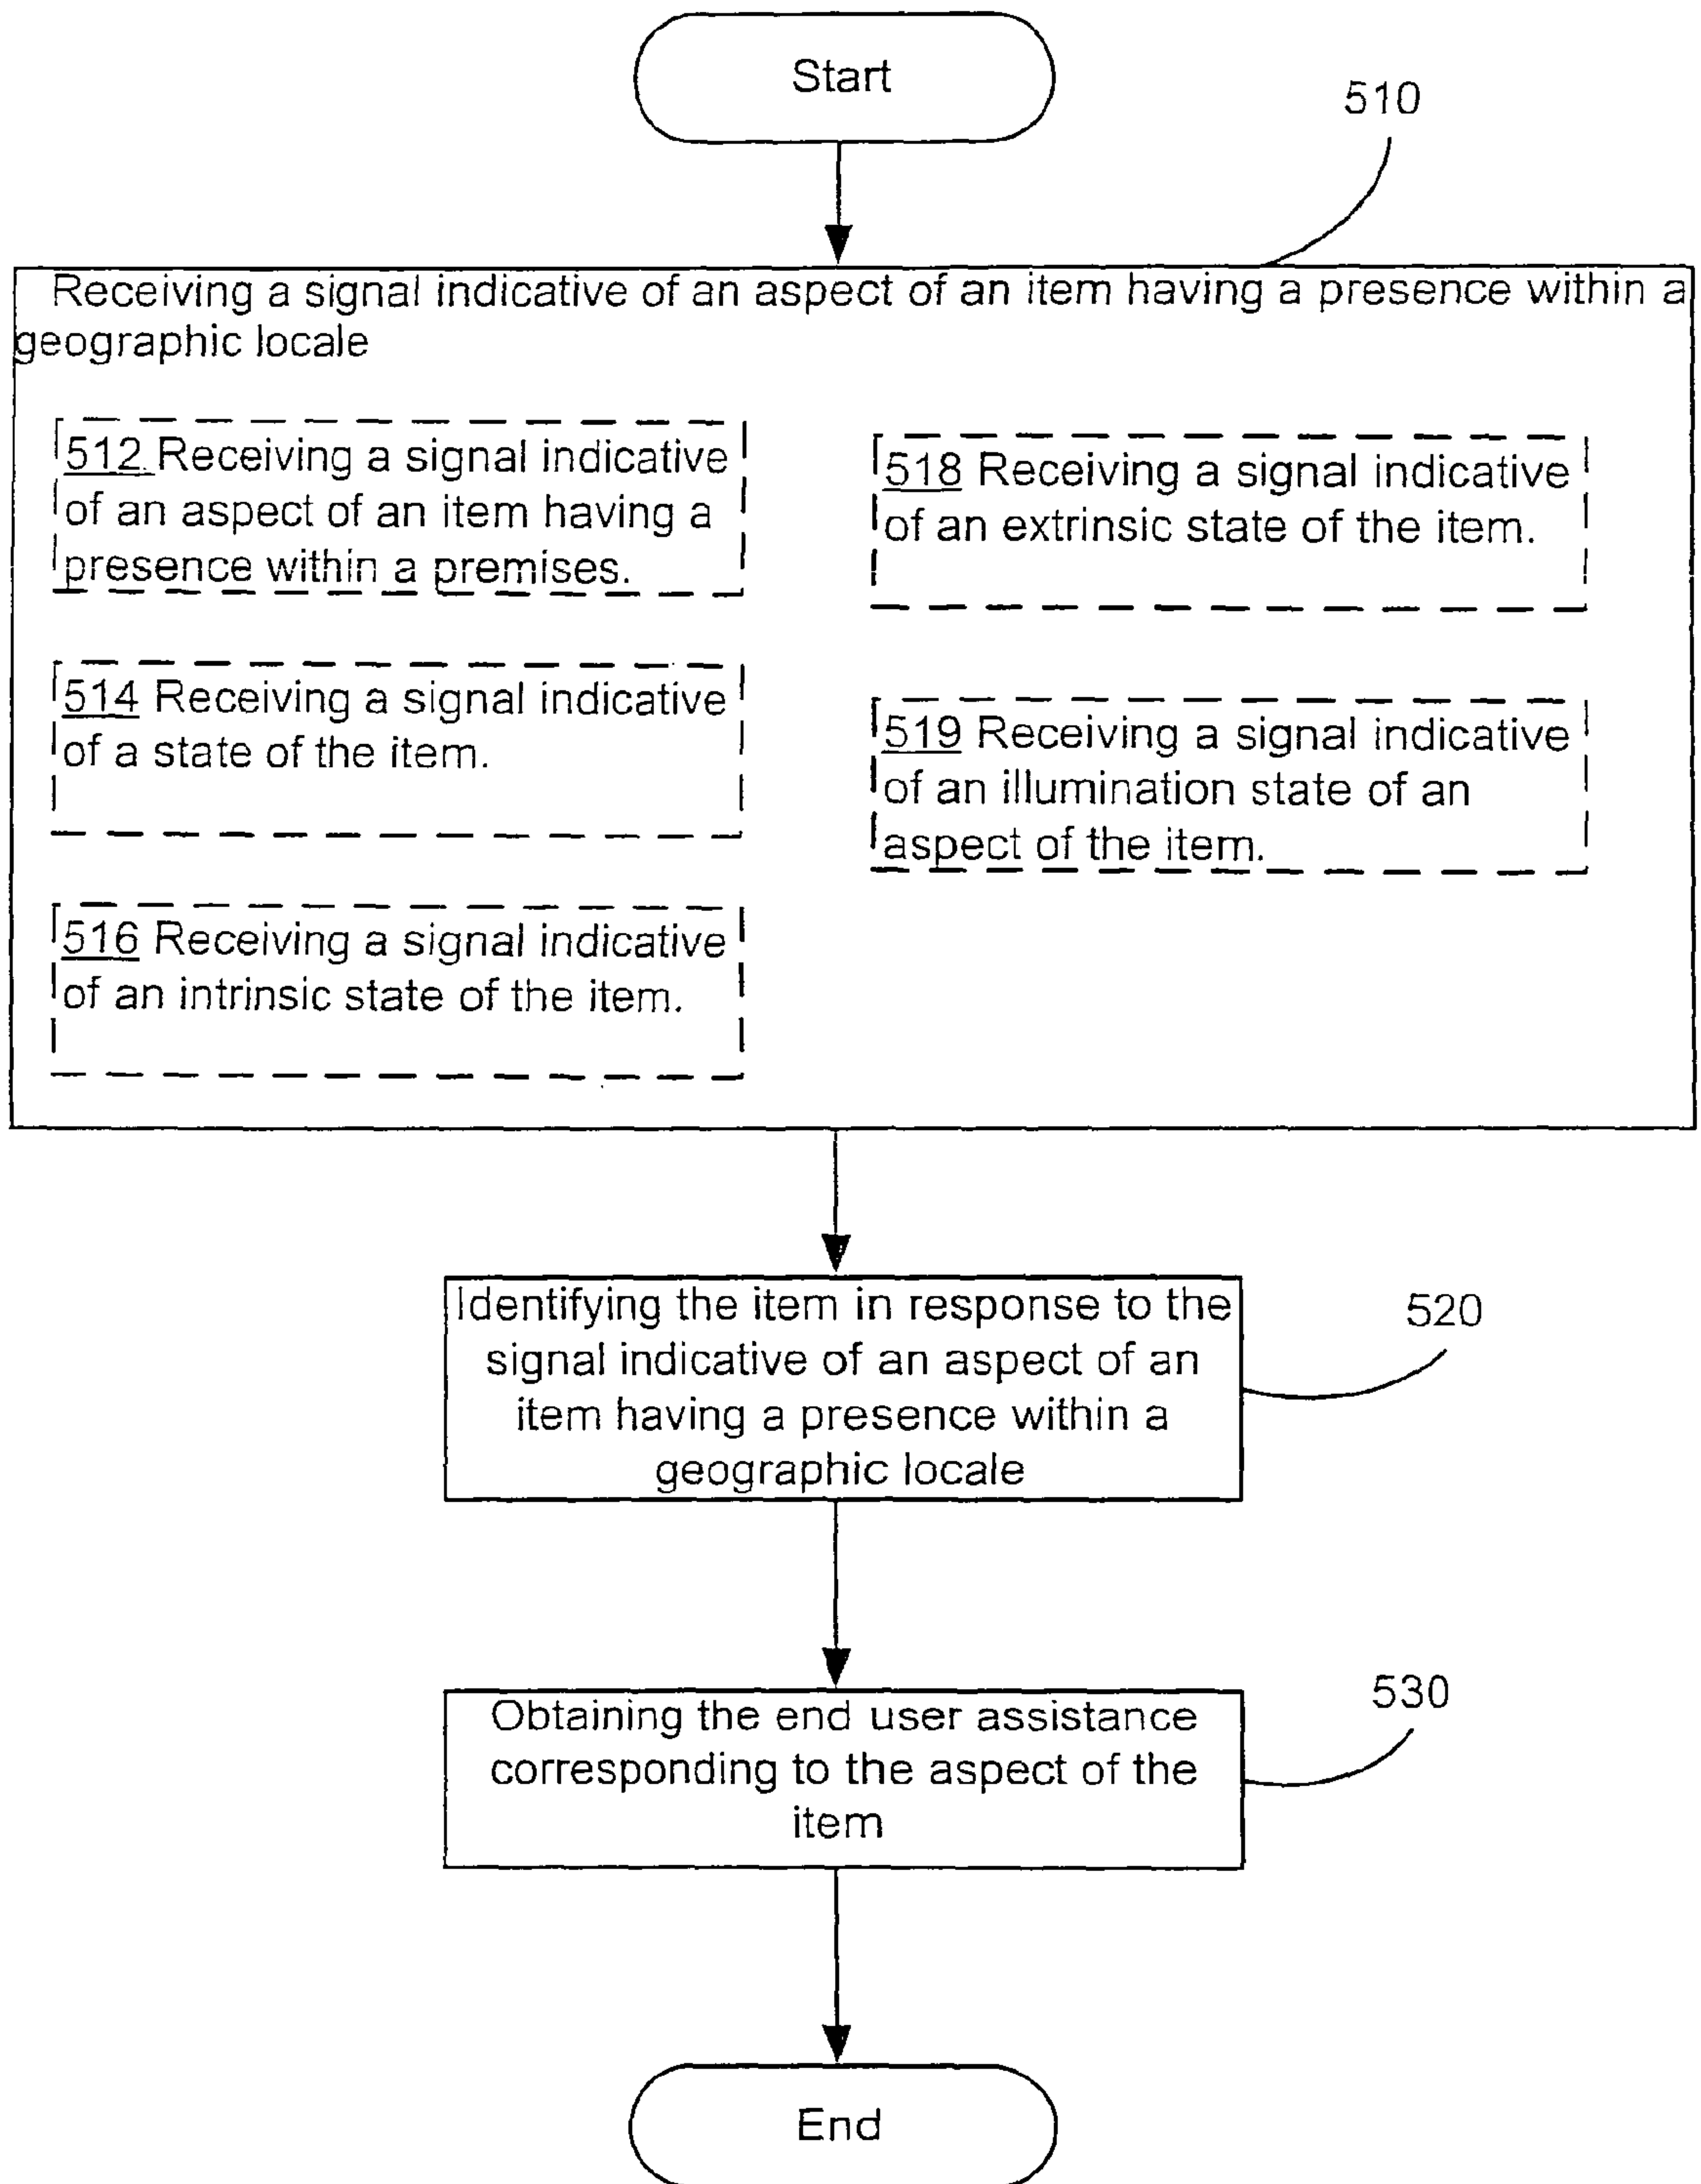 Start
510
Receiving a signal indicative of an aspect of an item having a presence within a
geographic locale
512 Receiving a signal indicative
of an aspect of an item having a
presence within a premises.
514 Receiving a signal indicative
of a state of the item.
516 Receiving a signal indicative
of an intrinsic state of the item.
518 Receiving a signal indicative
of an extrinsic state of the item.
519 Receiving a signal indicative
of an illumination state of an
aspect of the item.
Identifying the item in response to the
signal indicative of an aspect of an
item having a presence within a
geographic locale
520
Obtaining the end user assistance
corresponding to the aspect of the
item
530
End